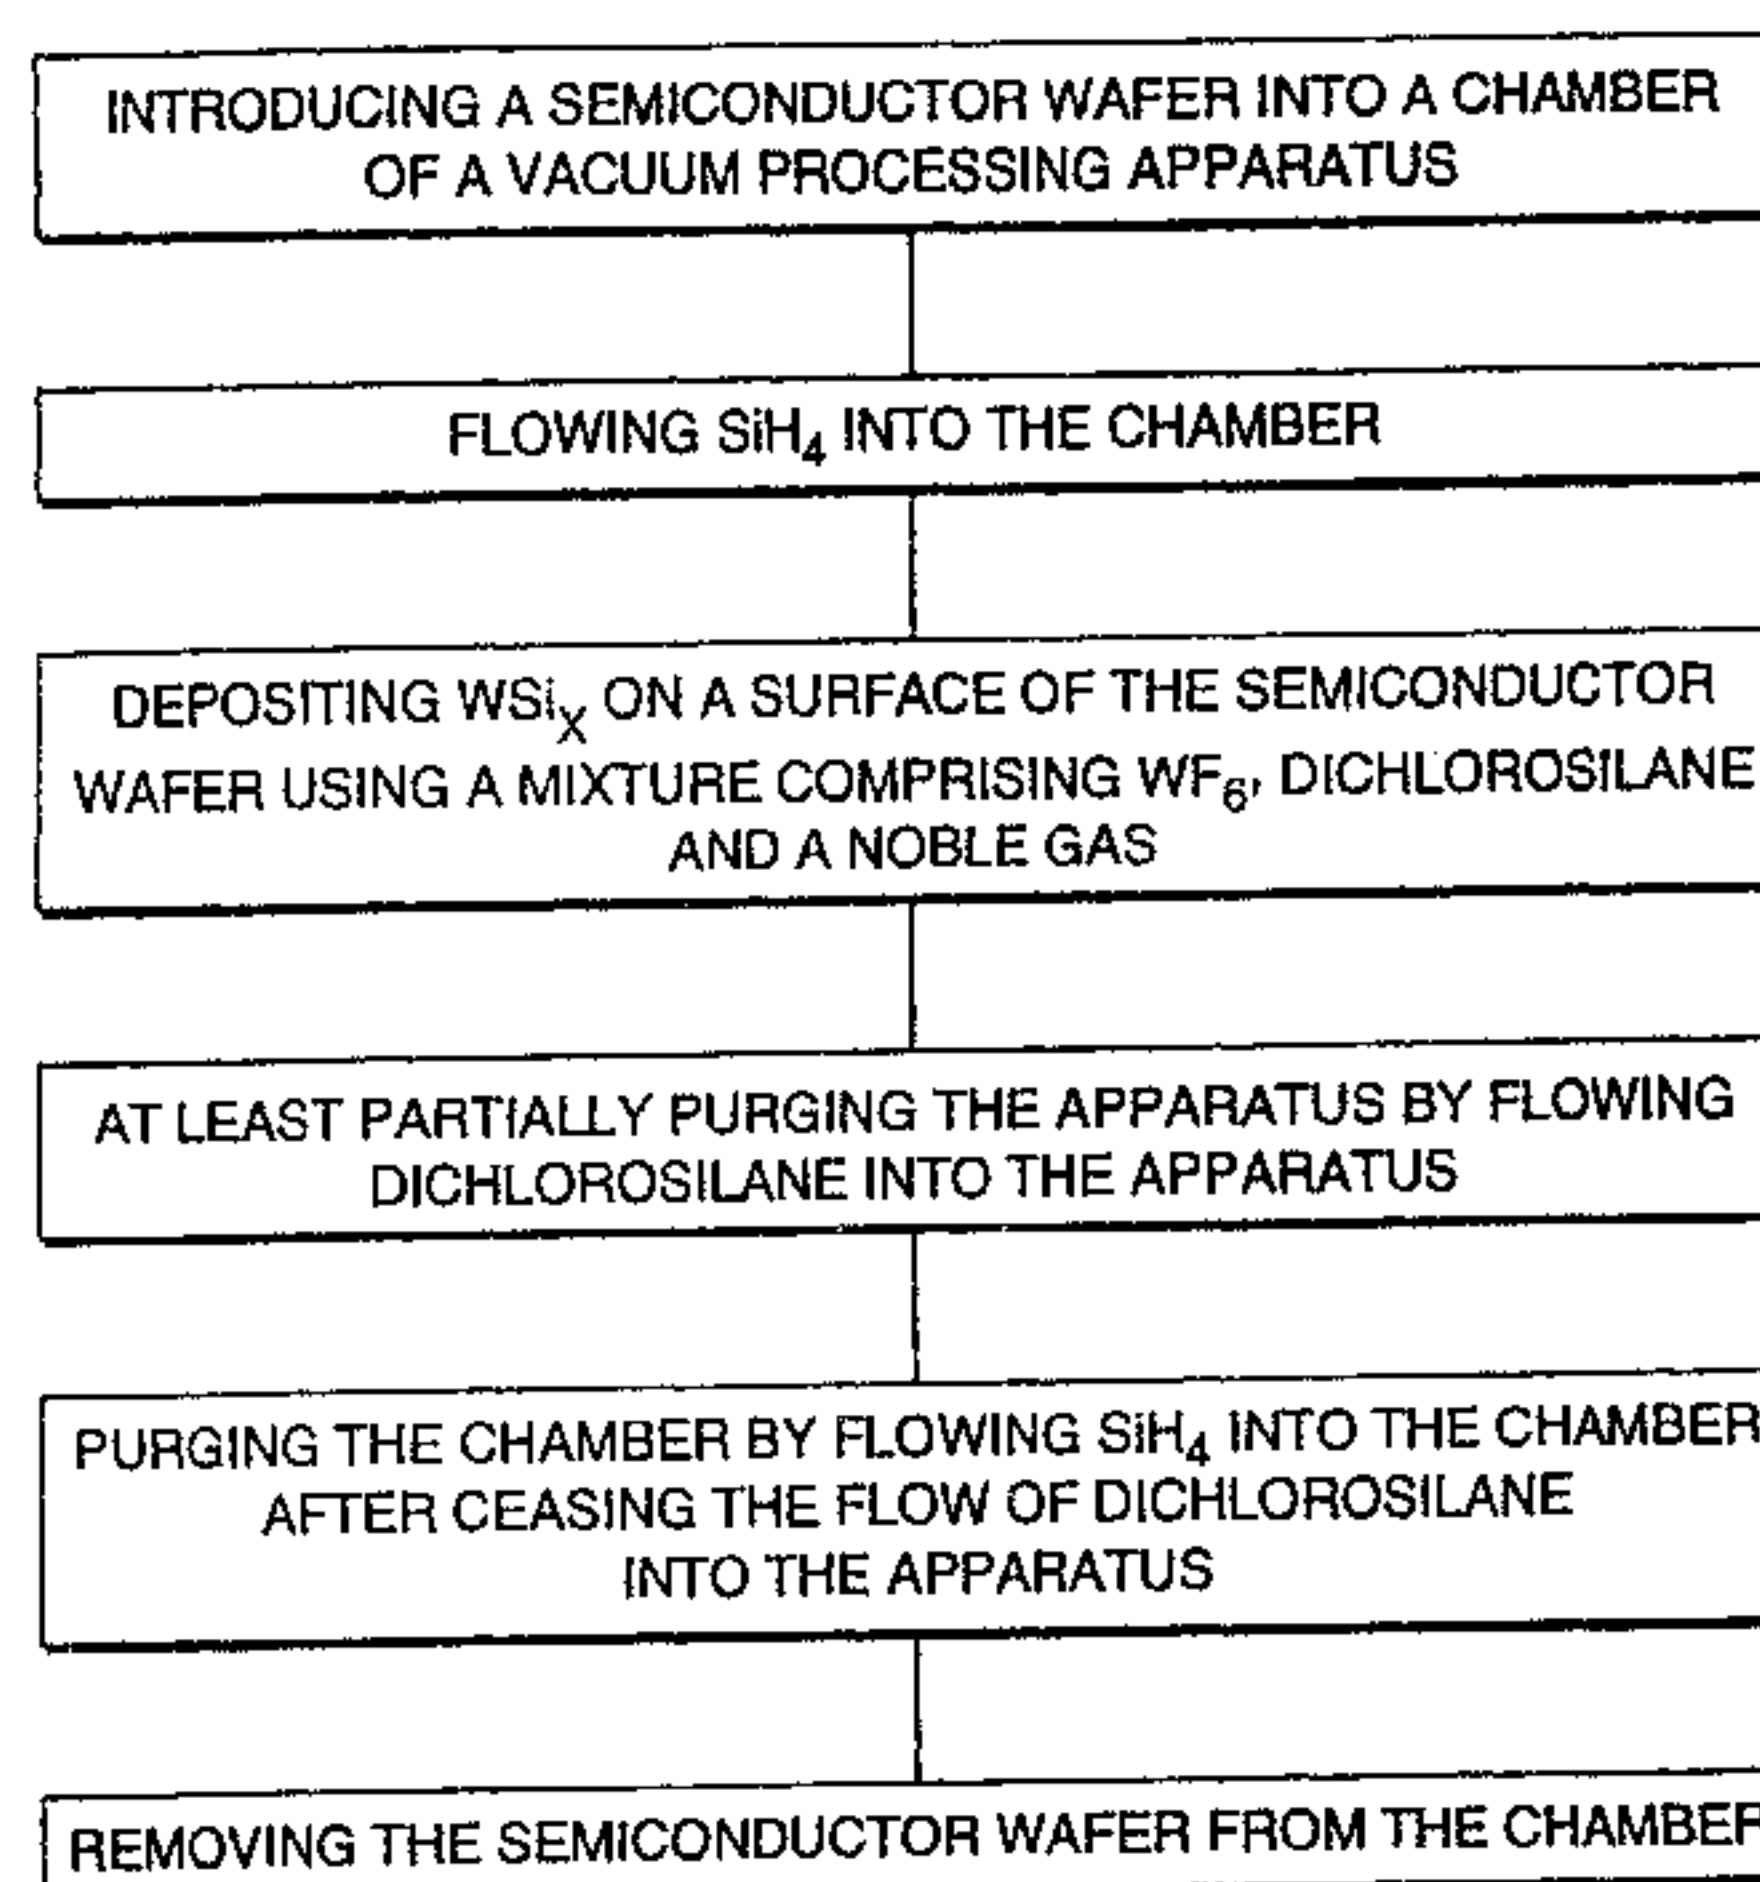 INTRODUCING A SEMICONDUCTOR WAFER INTO A CHAMBER
OF A VACUUM PROCESSING APPARATUS
FLOWING SiH₄ INTO THE CHAMBER
DEPOSITING WSiₓ ON A SURFACE OF THE SEMICONDUCTOR
WAFER USING A MIXTURE COMPRISING WF₆, DICHLOROSILANE
AND A NOBLE GAS
AT LEAST PARTIALLY PURGING THE APPARATUS BY FLOWING
DICHLOROSILANE INTO THE APPARATUS
PURGING THE CHAMBER BY FLOWING SiH₄ INTO THE CHAMBER
AFTER CEASING THE FLOW OF DICHLOROSILANE
INTO THE APPARATUS
REMOVING THE SEMICONDUCTOR WAFER FROM THE CHAMBER